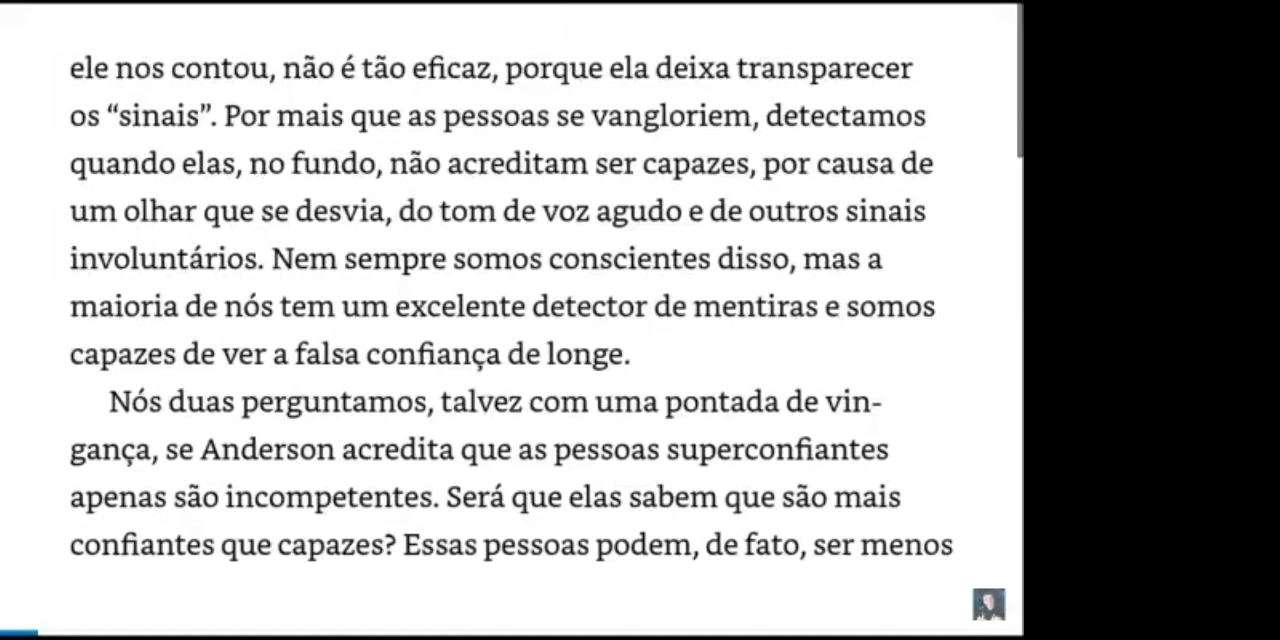 ele nos contou, não é tão eficaz, porque ela deixa transparecer
os “sinais”. Por mais que as pessoas se vangloriem, detectamos
quando elas, no fundo, não acreditam ser capazes, por causa de
um olhar que se desvia, do tom de voz agudo e de outros sinais
involuntários. Nem sempre somos conscientes disso, mas a
maioria de nós tem um excelente detector de mentiras e somos
capazes de ver a falsa confiança de longe.
Nós duas perguntamos, talvez com uma pontada de vin-
gança, se Anderson acredita que as pessoas superconfiantes
apenas são incompetentes. Será que elas sabem que são mais
confiantes que capazes? Essas pessoas podem, de fato, ser menos